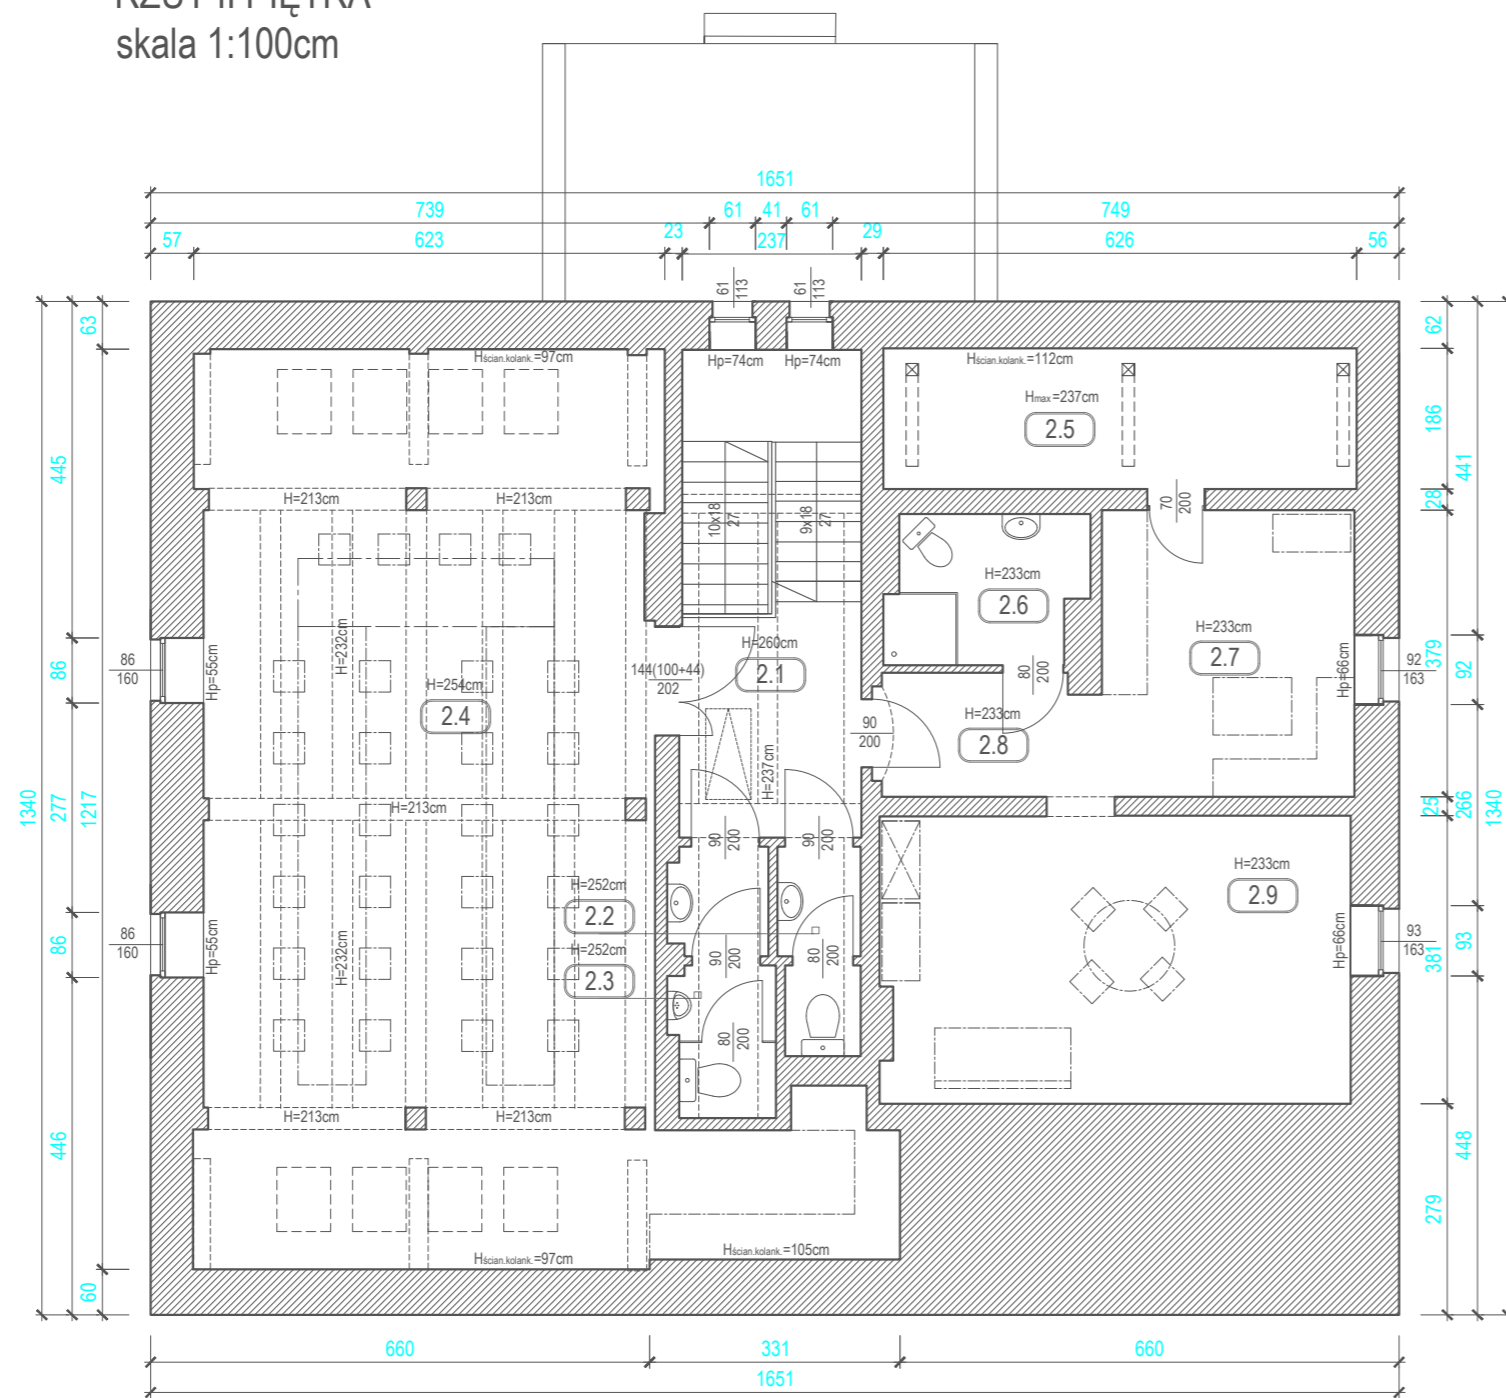 RZUT II PIĘTRA
skala 1:100cm
1651
739 61 41 61 749
57 623 23 237 29 626 56
61 113 61 113
Hp=74cm Hp=74cm
63 62
Hścian.kolank.=97cm
Hścian.kolank.=112cm
Hmax=237cm
2.5
186
445
441
H=213cm H=213cm
28
10x18 27
9x18 27
70 200
H=233cm
2.6
H=233cm
2.7
H=232cm
H=254cm
2.4
H=260cm
2.1
144(100+44)
202
86
86
160
Hp=55cm
80 200
Hp=66cm
92
163
379
92
H=233cm
2.8
90
200
H=237cm
1340
277
1217
H=213cm
25
266
1340
90 200
90 200
H=233cm
2.9
H=252cm
2.2
H=252cm
2.3
86
86
160
Hp=55cm
H=232cm
90 200
80 200
Hp=66cm
93
163
381
93
80 200
H=213cm H=213cm
446
448
279
Hścian.kolank.=97cm
Hścian.kolank.=105cm
60
660 331 660
1651